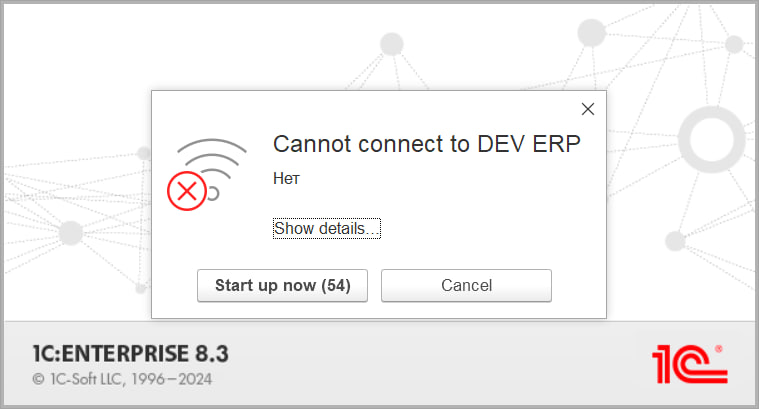 Cannot connect to DEV ERP
Нет
Show details...
Start up now (54)
Cancel
1C:ENTERPRISE 8.3
© 1C-Soft LLC, 1996–2024
1C®